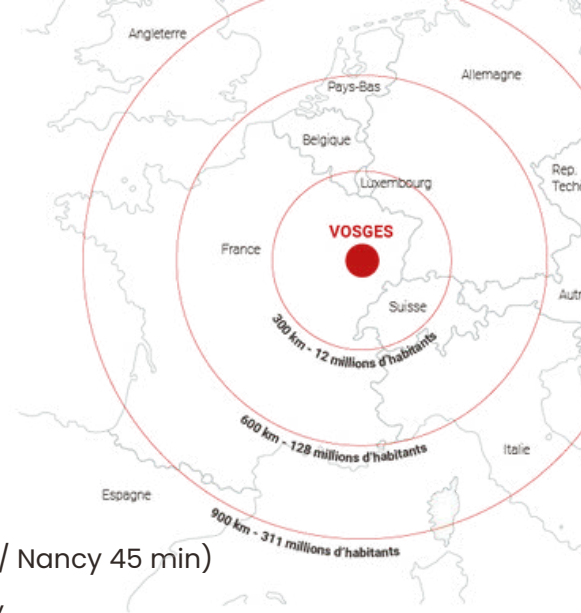 Angleterre
Allemagne
Pays-Bas
Belgique
Rep.
Luxembourg
VOSGES
France
Autr
Suisse
300 km - 12 millions d'habitants
600 km - 128 millions d'habitants
Italie
Espagne
900 km - 311 millions d'habitants
/ Nancy 45 min)